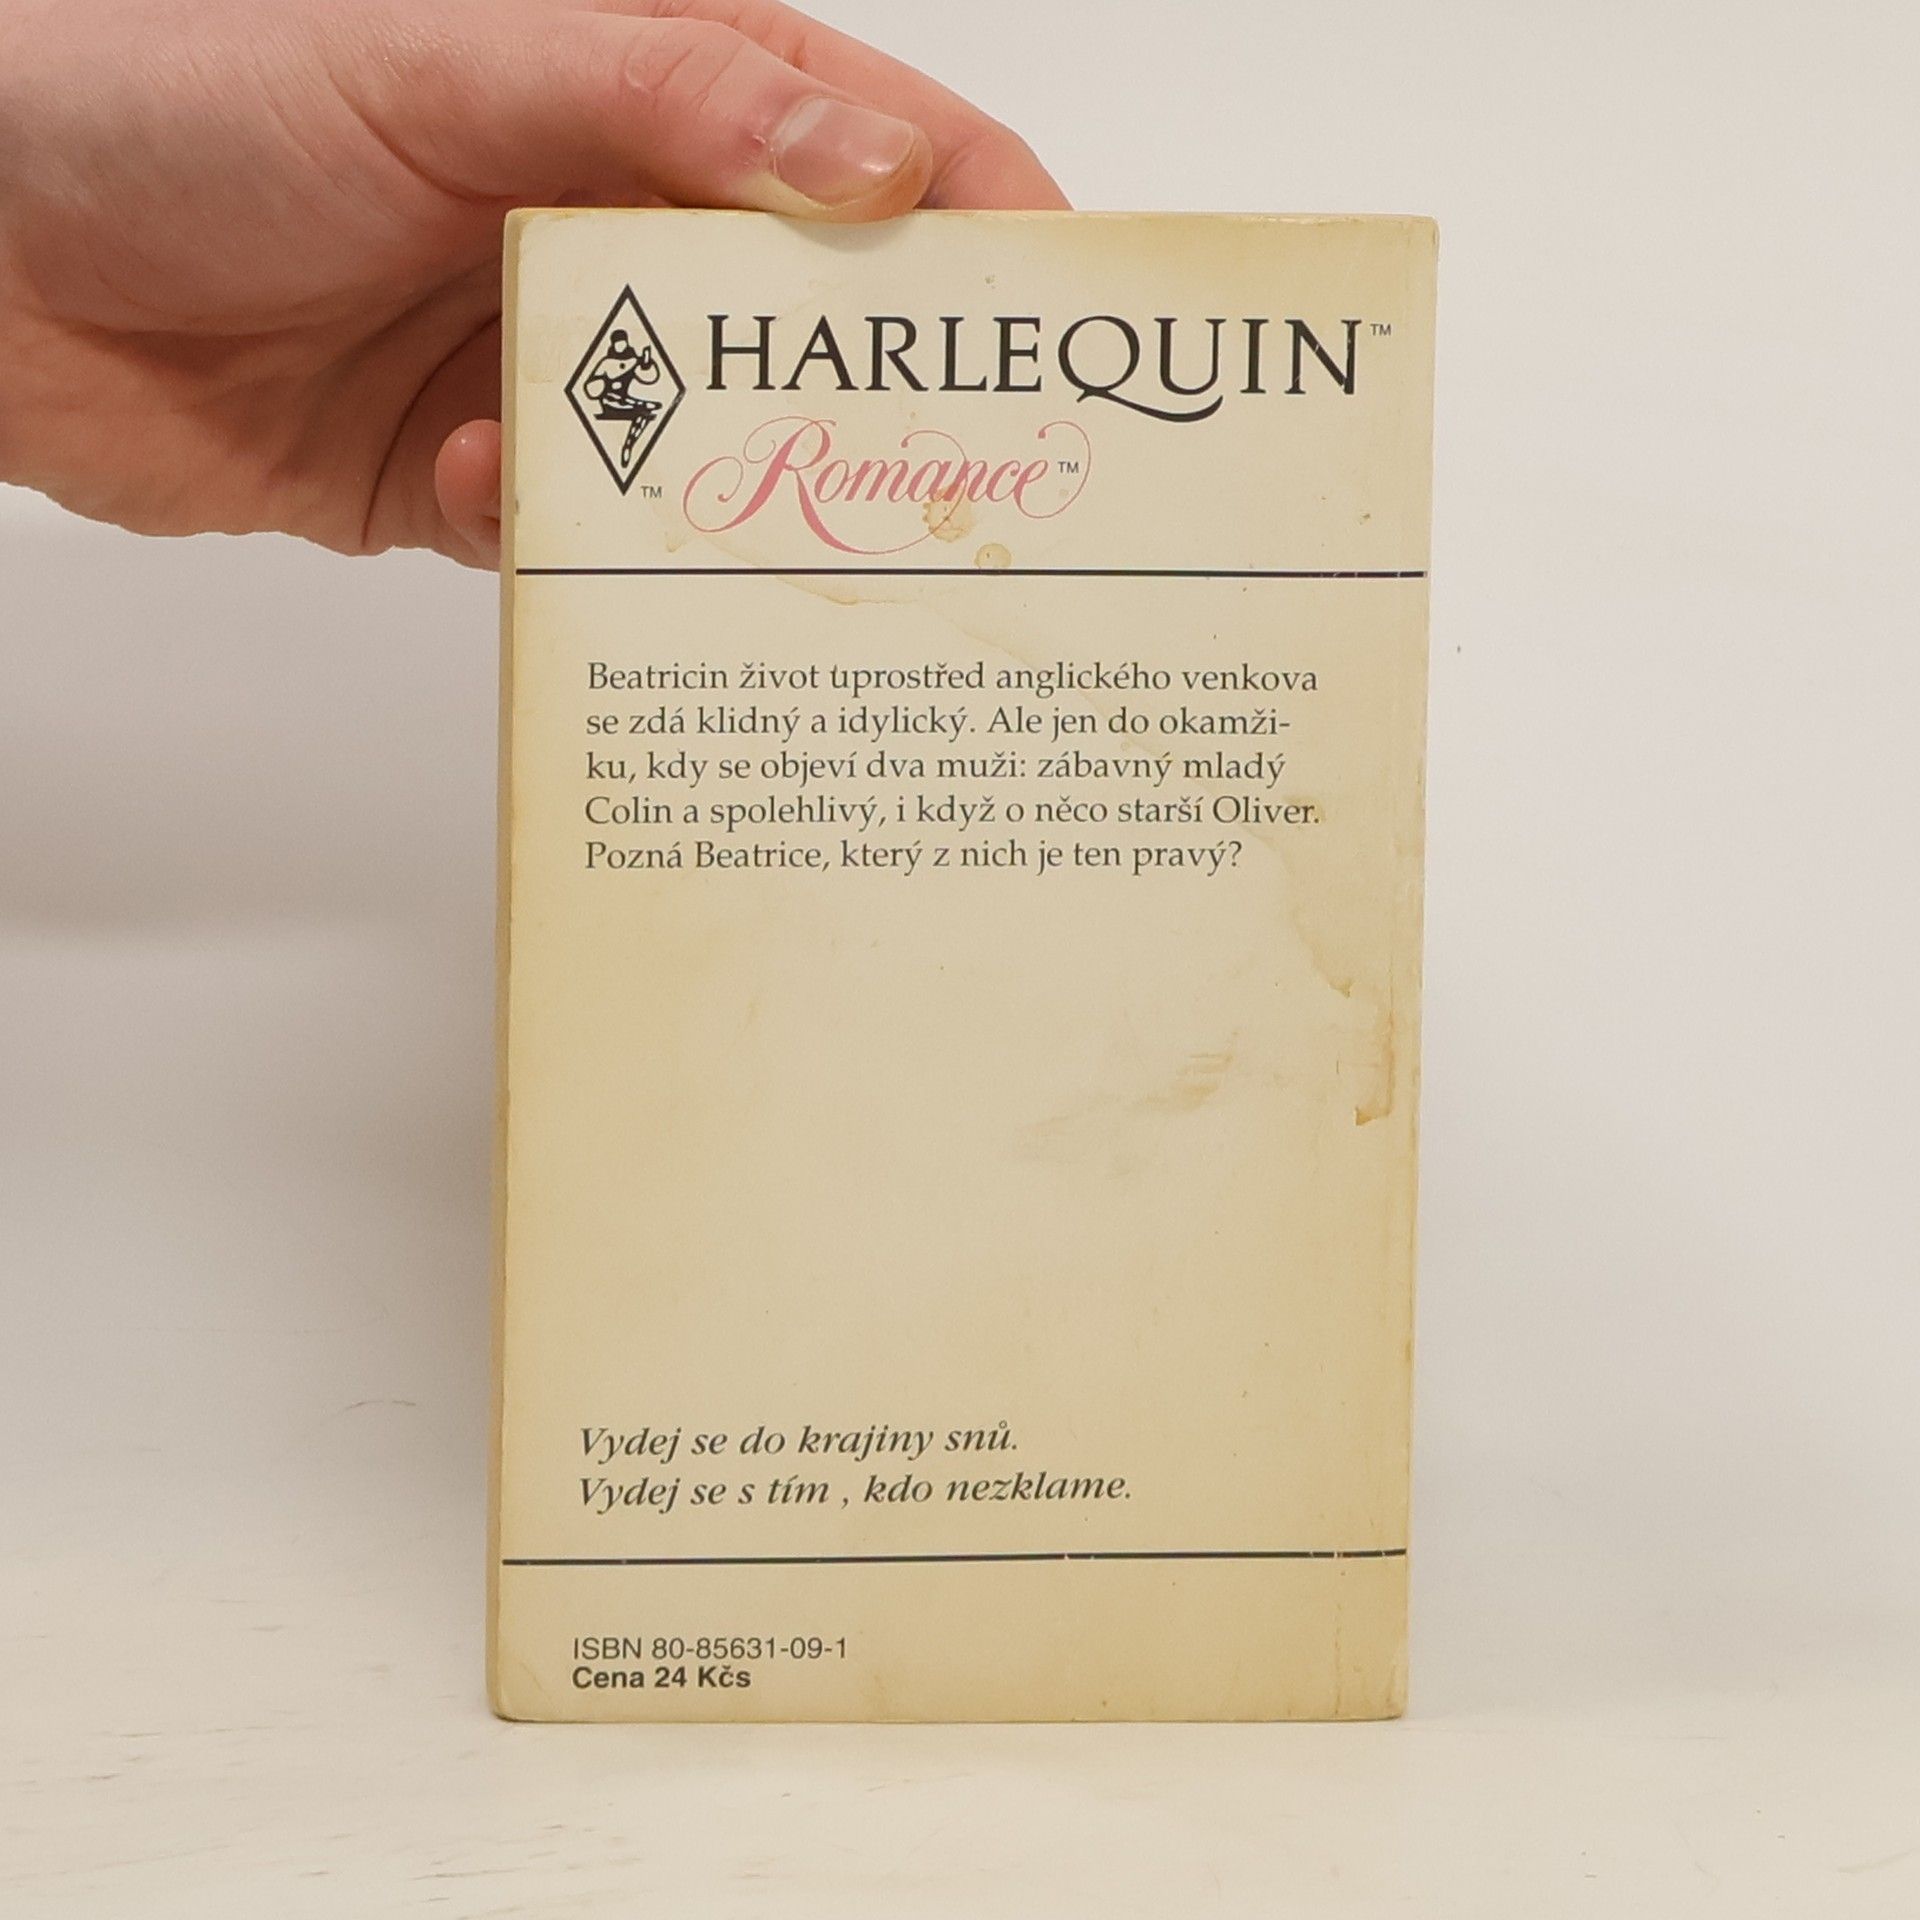 HARLEQUIN™
Romance™
™
Beatricin život uprostřed anglického venkova
se zdá klidný a idylický. Ale jen do okamži-
ku, kdy se objeví dva muži: zábavný mladý
Colin a spolehlivý, i když o něco starší Oliver.
Pozná Beatrice, který z nich je ten pravý?
Vydej se do krajiny snů.
Vydej se s tím , kdo nezklame.
ISBN 80-85631-09-1
Cena 24 Kčs